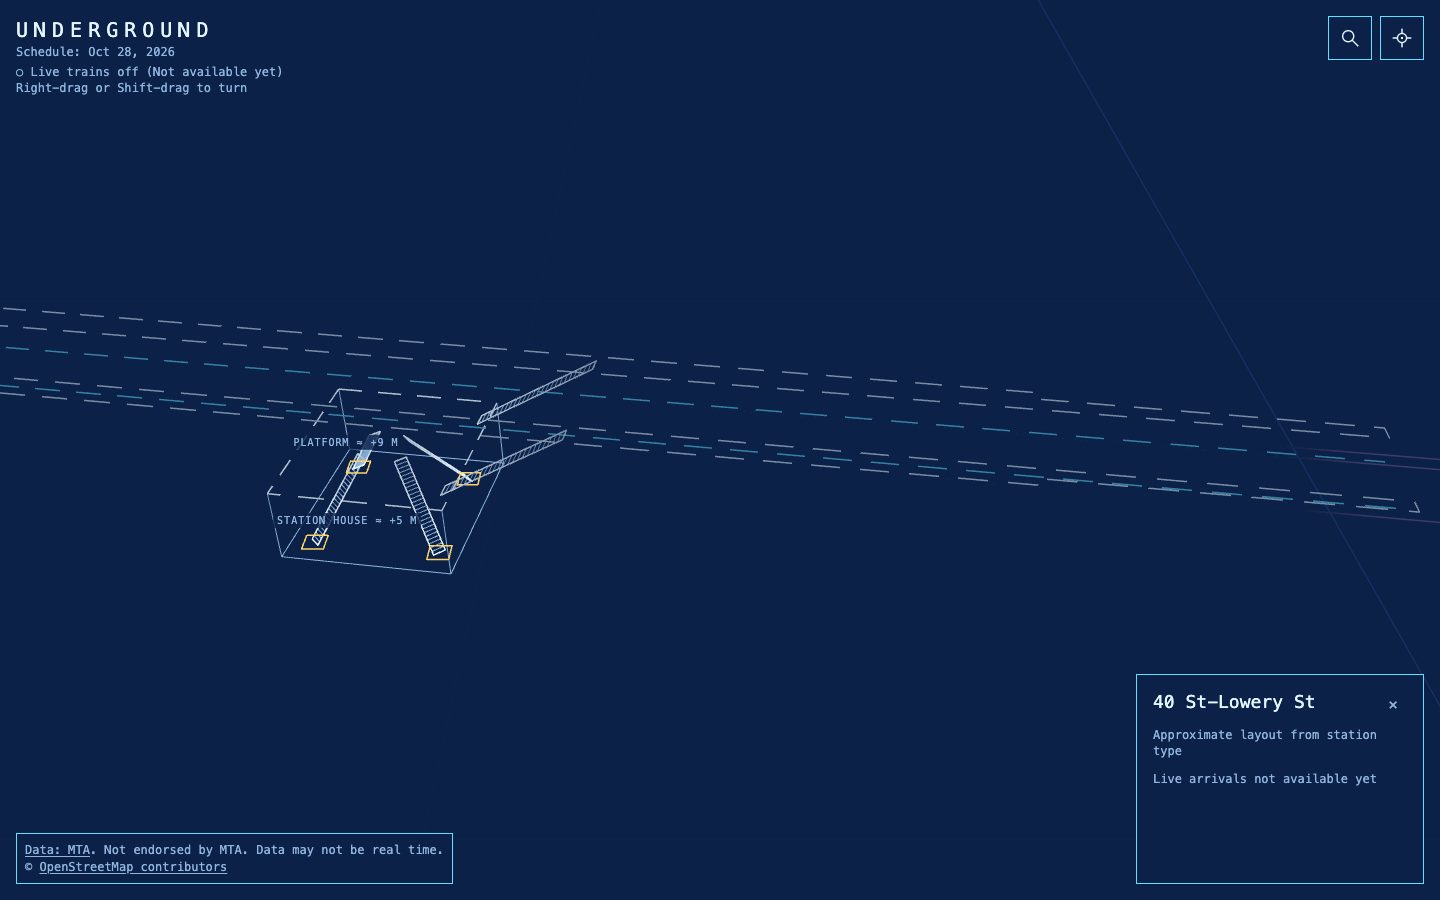 UNDERGROUND
Schedule: Oct 28, 2026
Live trains off (Not available yet)
Right-drag or Shift-drag to turn
PLATFORM ≈ +9 M
STATION HOUSE ≈ +5 M
40 St-Lowery St
×
Approximate layout from station
type
Live arrivals not available yet
Data: MTA. Not endorsed by MTA. Data may not be real time.
© OpenStreetMap contributors